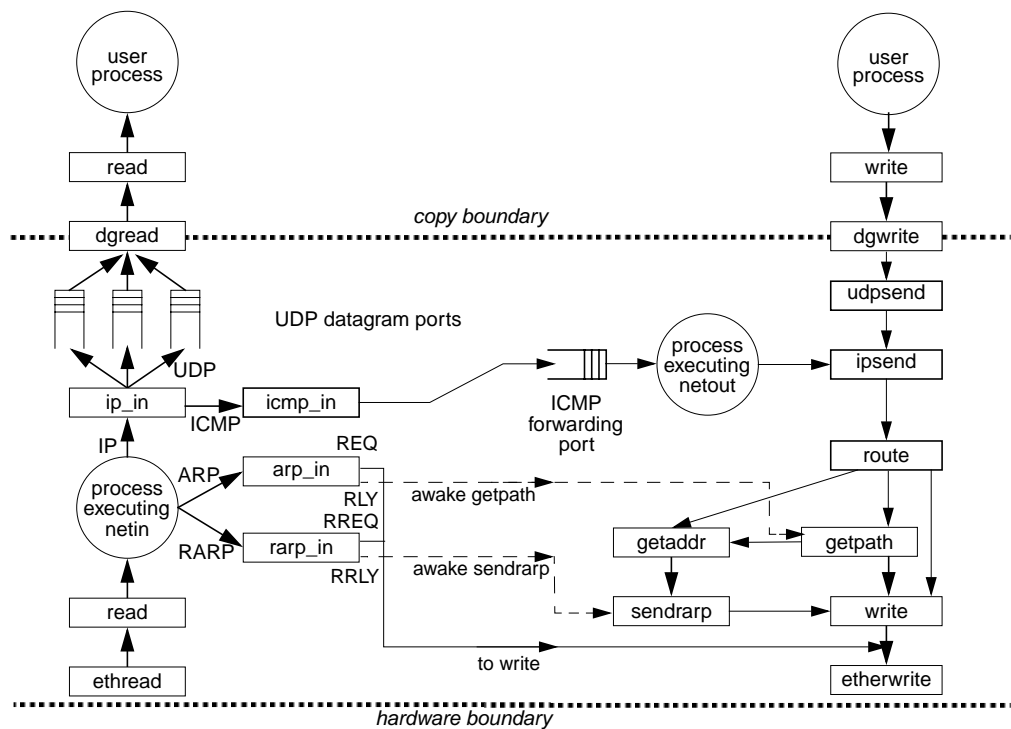 user
process
user
process
read
write
copy boundary
dgread
dgwrite
udpsend
UDP datagram ports
UDP
process
executing
netout
ipsend
ip_in
ICMP
icmp_in
ICMP
forwarding
port
IP
REQ
route
process
executing
netin
ARP
arp_in
RLY
awake getpath
RREQ
RARP
rarp_in
RRLY
awake sendrarp
getaddr
getpath
read
sendrarp
write
to write
ethread
etherwrite
hardware boundary